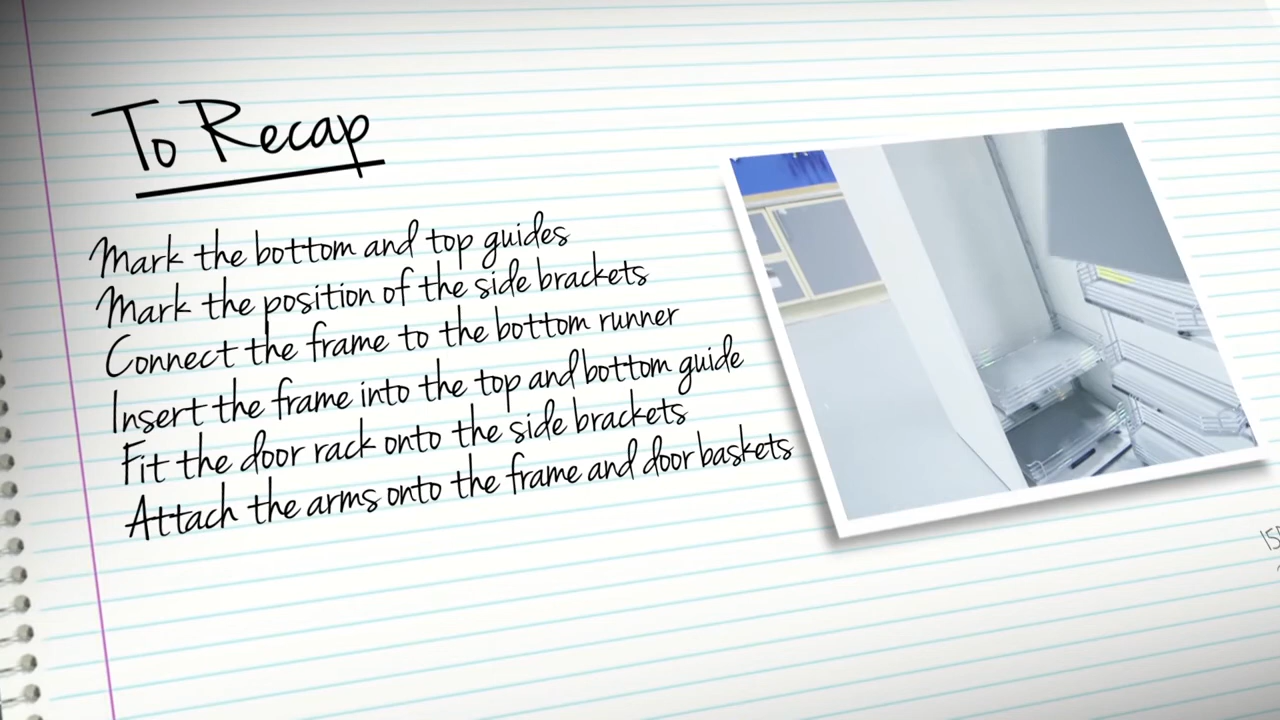 To Recap
Mark the bottom and top guides
Mark the position of the side brackets
Connect the frame to the bottom runner
Insert the frame into the top and bottom guide
Fit the door rack onto the side brackets
Attach the arms onto the frame and door baskets